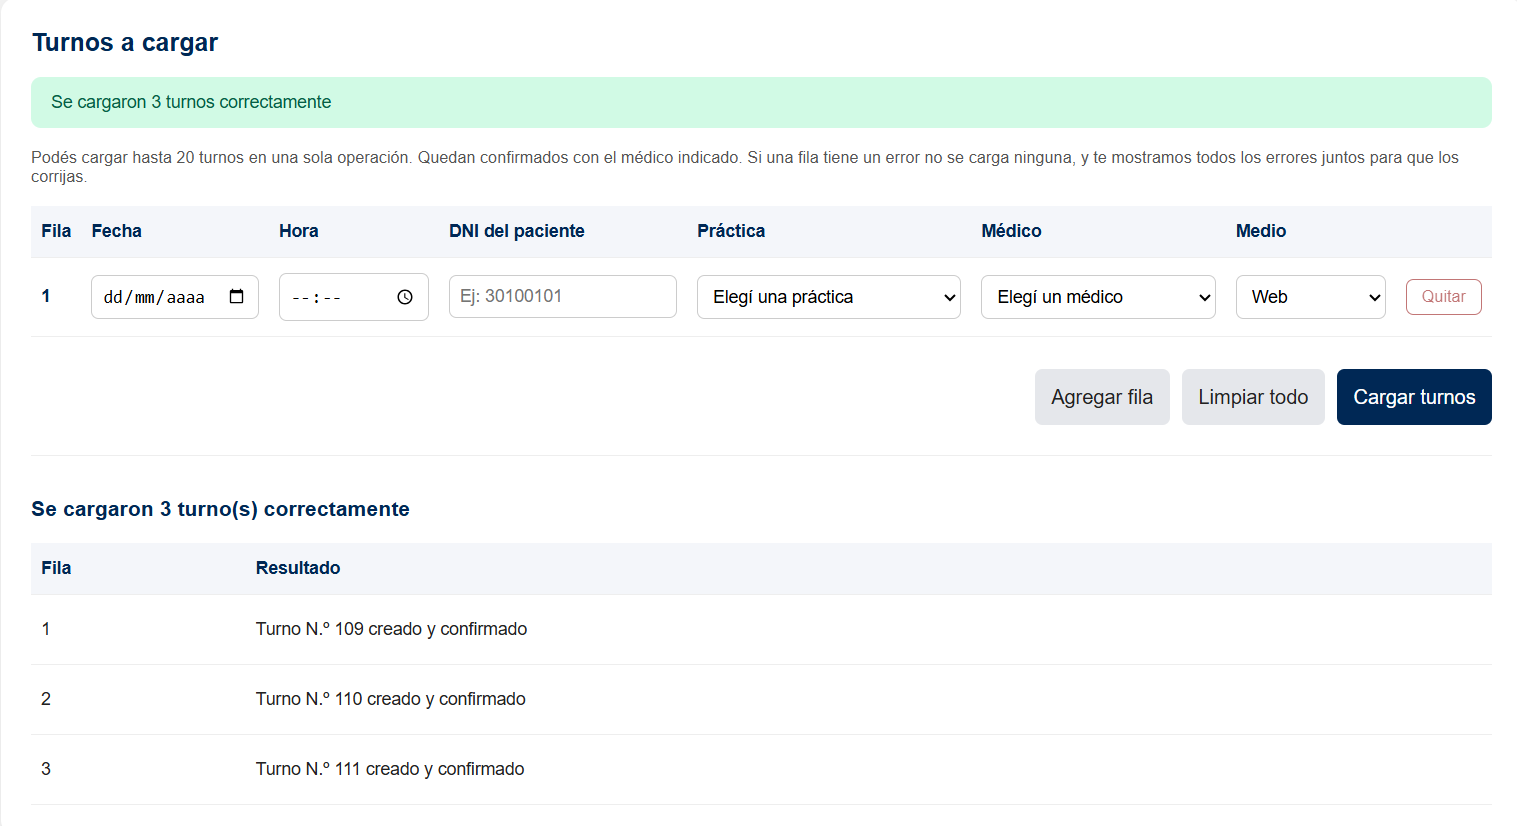 Turnos a cargar
Se cargaron 3 turnos correctamente
Podés cargar hasta 20 turnos en una sola operación. Quedan confirmados con el médico indicado. Si una fila tiene un error no se carga ninguna, y te mostramos todos los errores juntos para que los
corrijas.
Fila Fecha Hora DNI del paciente Práctica Médico Medio
1 dd/mm/aaaa --:-- Ej: 30100101 Elegí una práctica Elegí un médico Web Quitar
Agregar fila Limpiar todo Cargar turnos
Se cargaron 3 turno(s) correctamente
Fila Resultado
1 Turno N.º 109 creado y confirmado
2 Turno N.º 110 creado y confirmado
3 Turno N.º 111 creado y confirmado